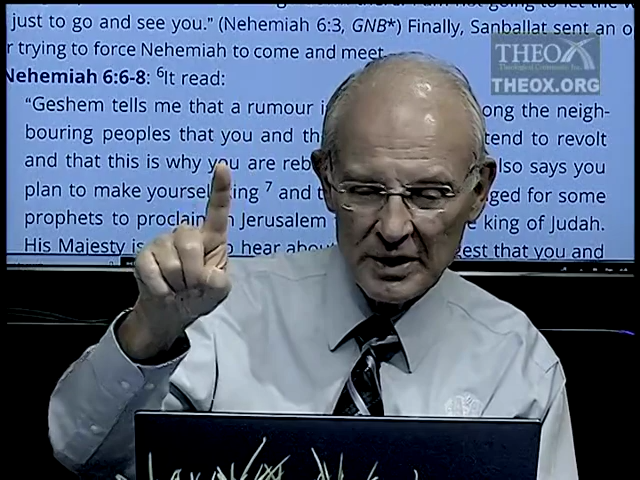 just to go and see you." (Nehemiah 6:3, GNB*) Finally, Sanballat sent an
r trying to force Nehemiah to come and meet
Nehemiah 6:6-8: ⁶It read:
"Geshem tells me that a rumour ong the neigh-
bouring peoples that you and th tend to revolt
and that this is why you are reb lso says you
plan to make yoursel ing ⁷ and ged for some
prophets to proclaim n Jerusalem e king of Judah.
His Majesty is o hear abou est that you and
THEOX
THEOX.ORG